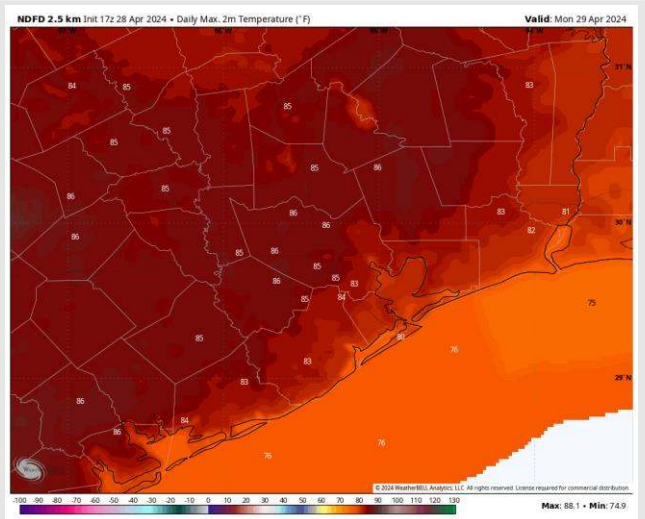 NDFD 2.5 km Init 17z 28 Apr 2024 • Daily Max. 2m Temperature (°F) Valid: Mon 29 Apr 2024
31°N
84 85 83
85
85 85
85 86
86 85
86 83 81
86 86 82 30°N
85 86
85
86 85 83
85 84 75
85 80
76
83
83 29°N
86
84
86 76
76
© 2024 WeatherBELL Analytics, LLC. All rights reserved. License required for commercial distribution.
-100 -90 -80 -70 -60 -50 -40 -30 -20 -10 0 10 20 30 40 50 60 70 80 90 100 110 120 130
Max: 88.1 • Min: 74.9